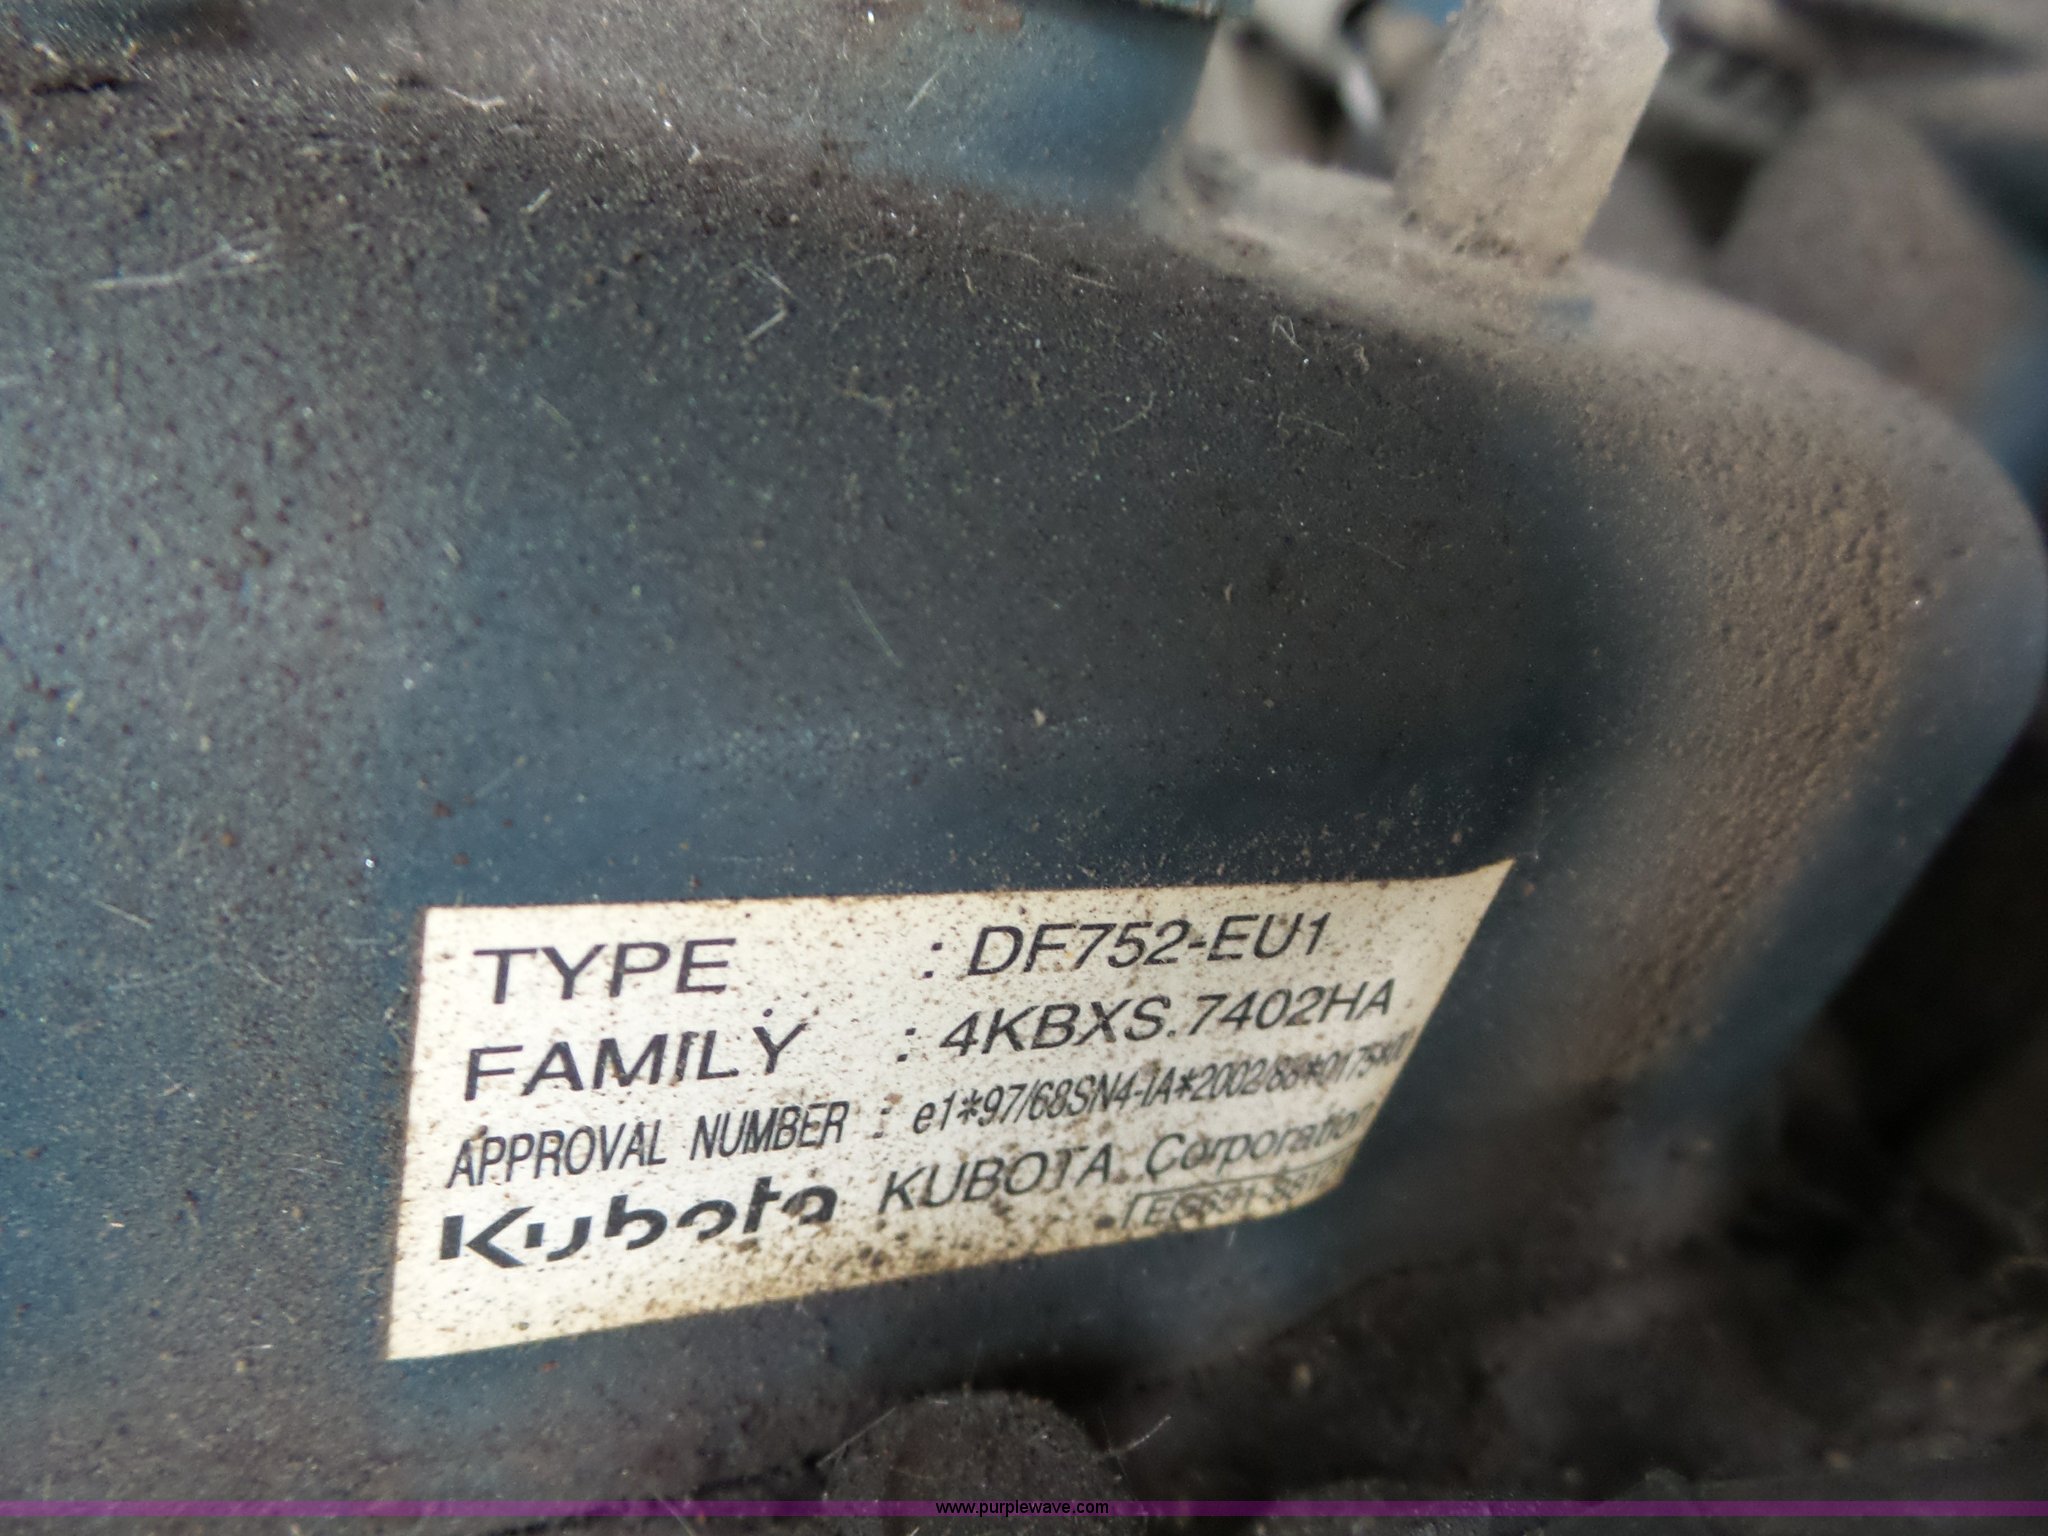 TYPE : DF752-EU1
FAMILY : 4KBXS.7402HA
APPROVAL NUMBER : e1*97/68SN4-IA*2002/88*0175*00
Kubota KUBOTA Corporation
www.purplewave.com